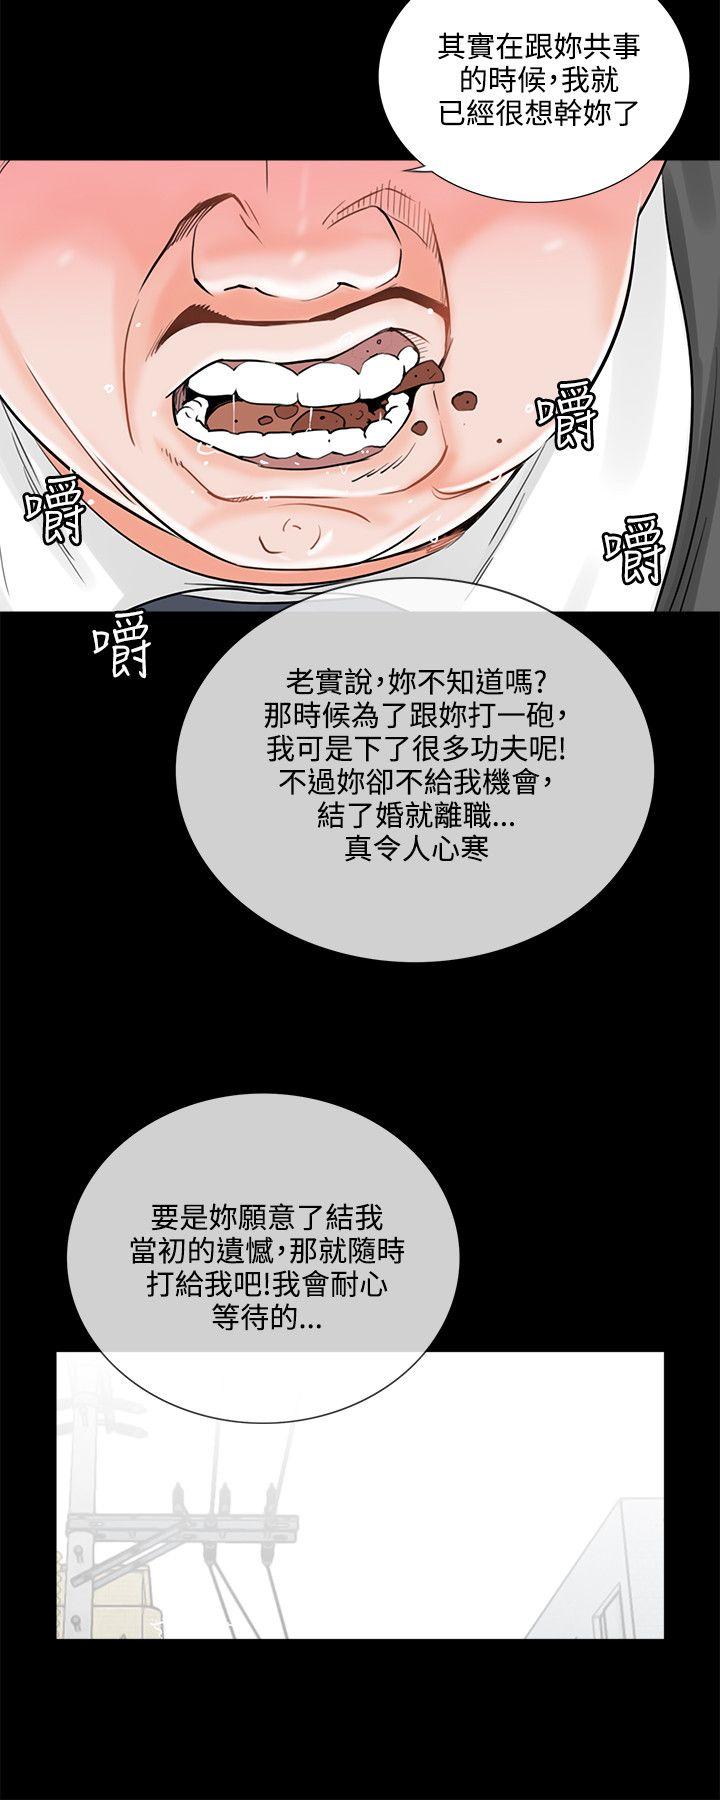 其實在跟妳共事
的時候，我就
已經很想幹妳了
嚼
嚼
嚼
嚼
老實說，妳不知道嗎?
那時候為了跟妳打一砲，
我可是下了很多功夫呢!
不過妳卻不給我機會，
結了婚就離職...
真令人心寒
要是妳願意了結我
當初的遺憾，那就隨時
打給我吧!我會耐心
等待的...